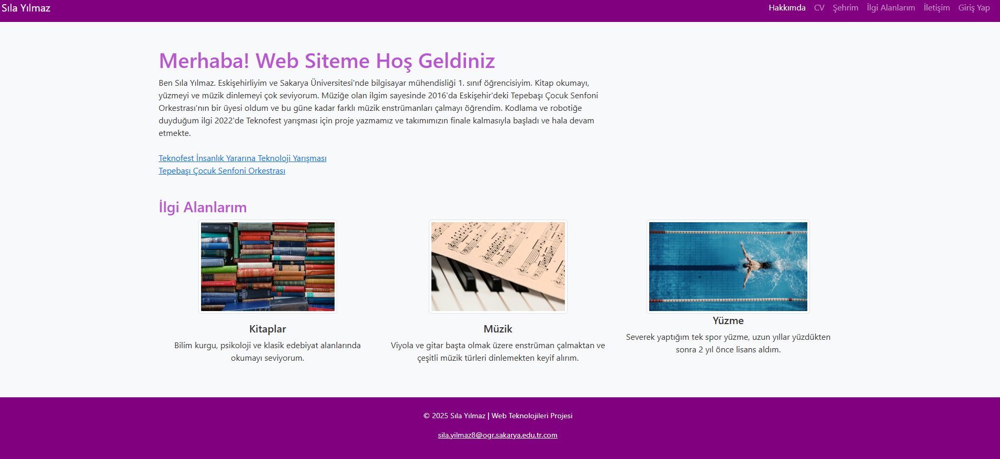 Sıla Yılmaz
Hakkımda CV Şehrim İlgi Alanlarım İletişim Giriş Yap
Merhaba! Web Siteme Hoş Geldiniz
Ben Sıla Yılmaz. Eskişehirliyim ve Sakarya Üniversitesi'nde bilgisayar mühendisliği 1. sınıf öğrencisiyim. Kitap okumayı,
yüzmeyi ve müzik dinlemeyi çok seviyorum. Müziğe olan ilgim sayesinde 2016'da Eskişehir'deki Tepebaşı Çocuk Senfoni
Orkestrası'nın bir üyesi oldum ve bu güne kadar farklı müzik enstrümanları çalmayı öğrendim. Kodlama ve robotiğe
duyduğum ilgi 2022'de Teknofest yarışması için proje yazmamız ve takımımızın finale kalmasıyla başladı ve hala devam
etmekte.
Teknofest İnsanlık Yararına Teknoloji Yarışması
Tepebaşı Çocuk Senfoni Orkestrası
İlgi Alanlarım
Kitaplar
Bilim kurgu, psikoloji ve klasik edebiyat alanlarında
okumayı seviyorum.
Müzik
Viyola ve gitar başta olmak üzere enstrüman çalmaktan ve
çeşitli müzik türleri dinlemekten keyif alırım.
Yüzme
Severek yaptığım tek spor yüzme, uzun yıllar yüzdükten
sonra 2 yıl önce lisans aldım.
© 2025 Sıla Yılmaz | Web Teknolojileri Projesi
sila.yilmaz8@ogr.sakarya.edu.tr.com